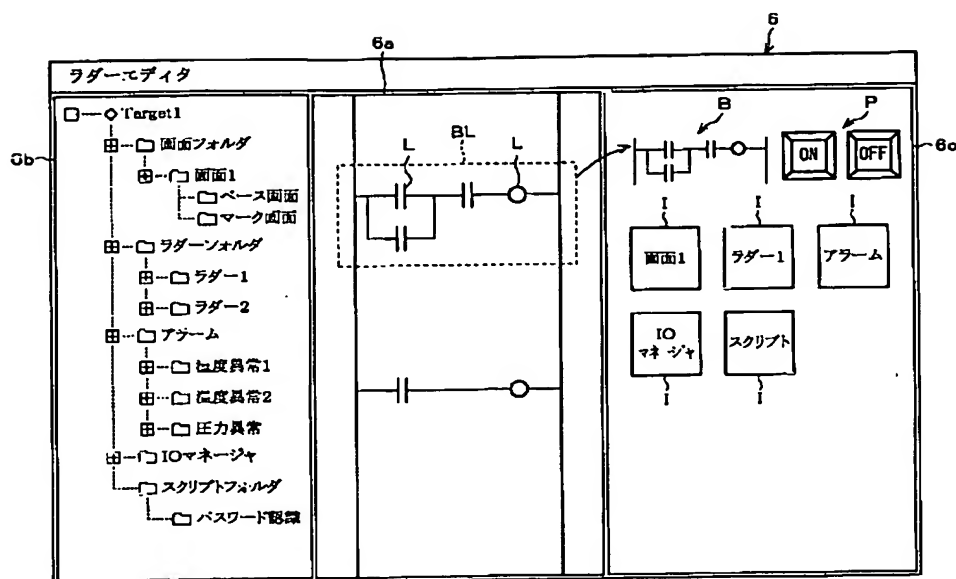 6
6a
ラダーエディタ
Target1
画面フォルダ
画面1
ベース画面
マーク画面
ラダーフォルダ
ラダー1
ラダー2
アラーム
温度異常1
温度異常2
圧力異常
IOマネージャ
スクリプトフォルダ
パスワード認識
6b
L
BL
L
B
P
6c
ON
OFF
I
I
I
画面1
ラダー1
アラーム
IO
マネージャ
スクリプト
I
I